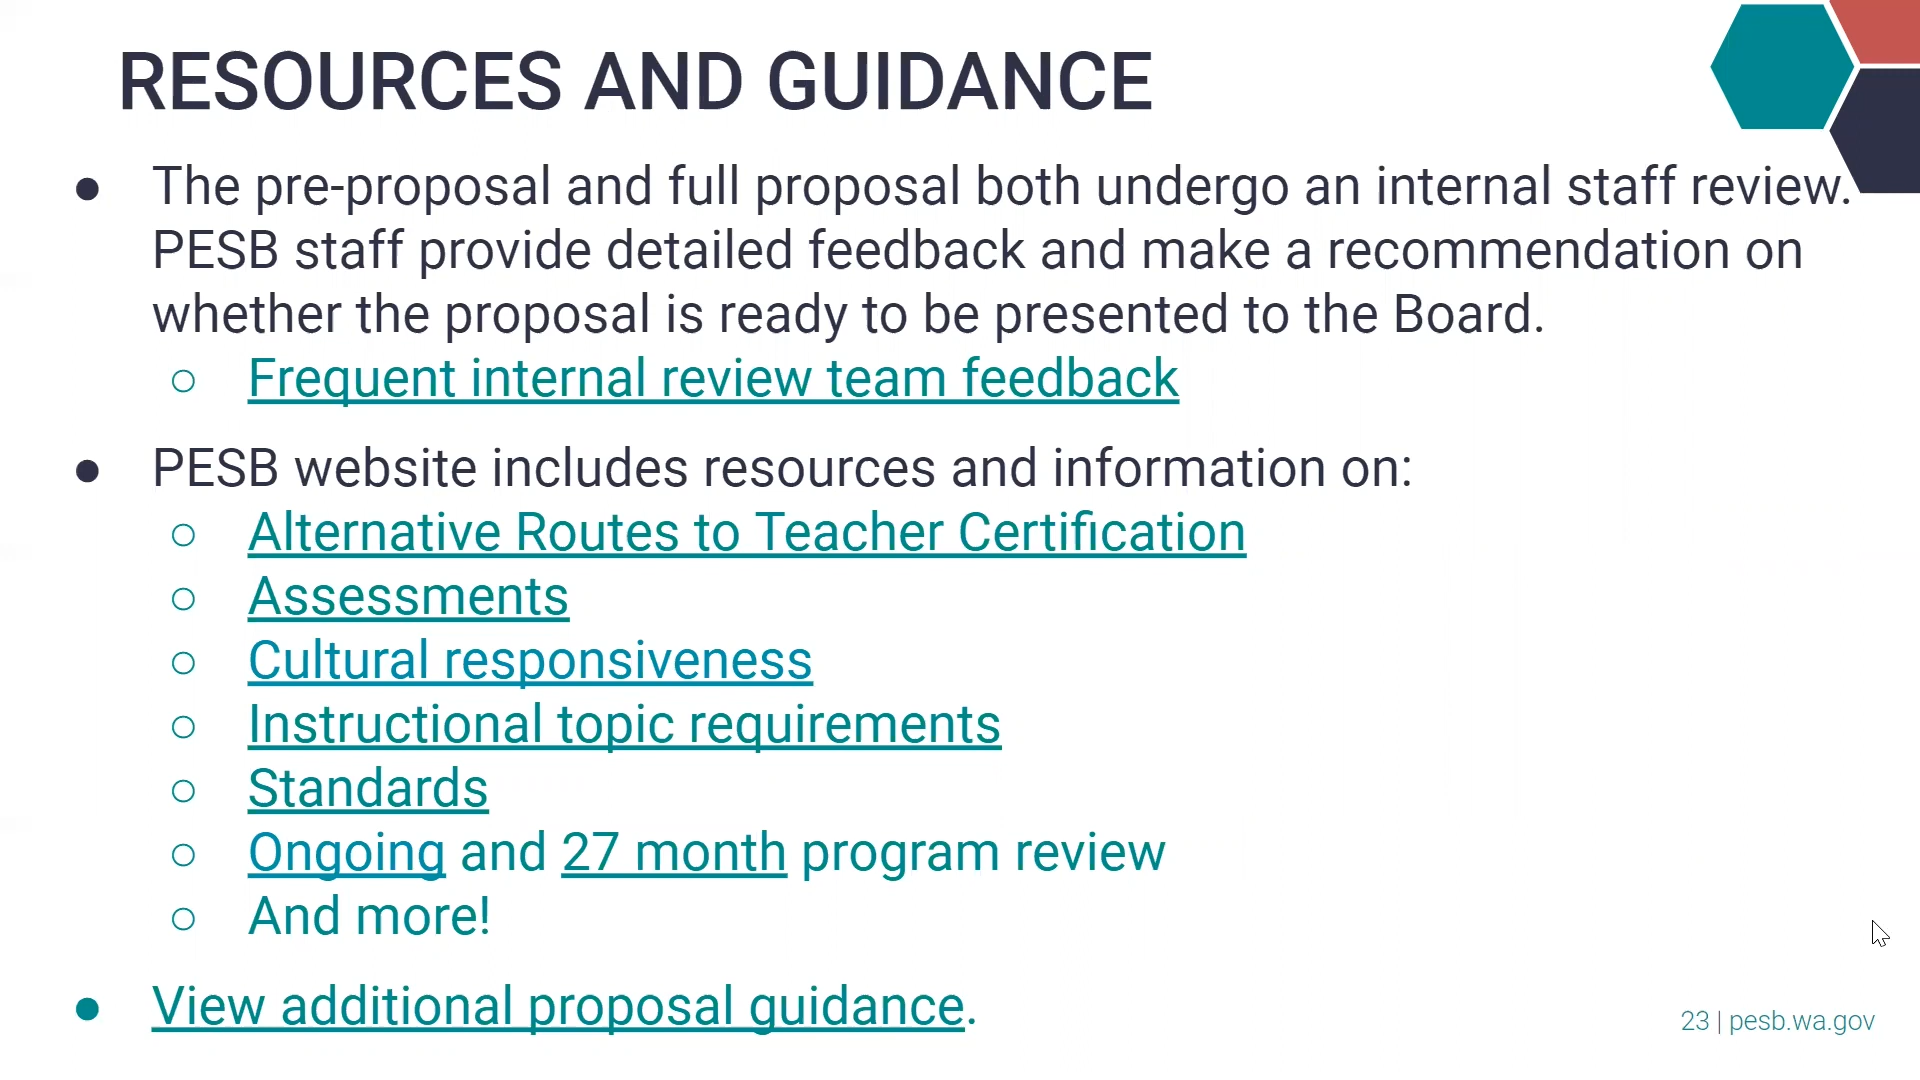 RESOURCES AND GUIDANCE
● The pre-proposal and full proposal both undergo an internal staff review.
PESB staff provide detailed feedback and make a recommendation on
whether the proposal is ready to be presented to the Board.
○ Frequent internal review team feedback
● PESB website includes resources and information on:
○ Alternative Routes to Teacher Certification
○ Assessments
○ Cultural responsiveness
○ Instructional topic requirements
○ Standards
○ Ongoing and 27 month program review
○ And more!
● View additional proposal guidance.
23 | pesb.wa.gov